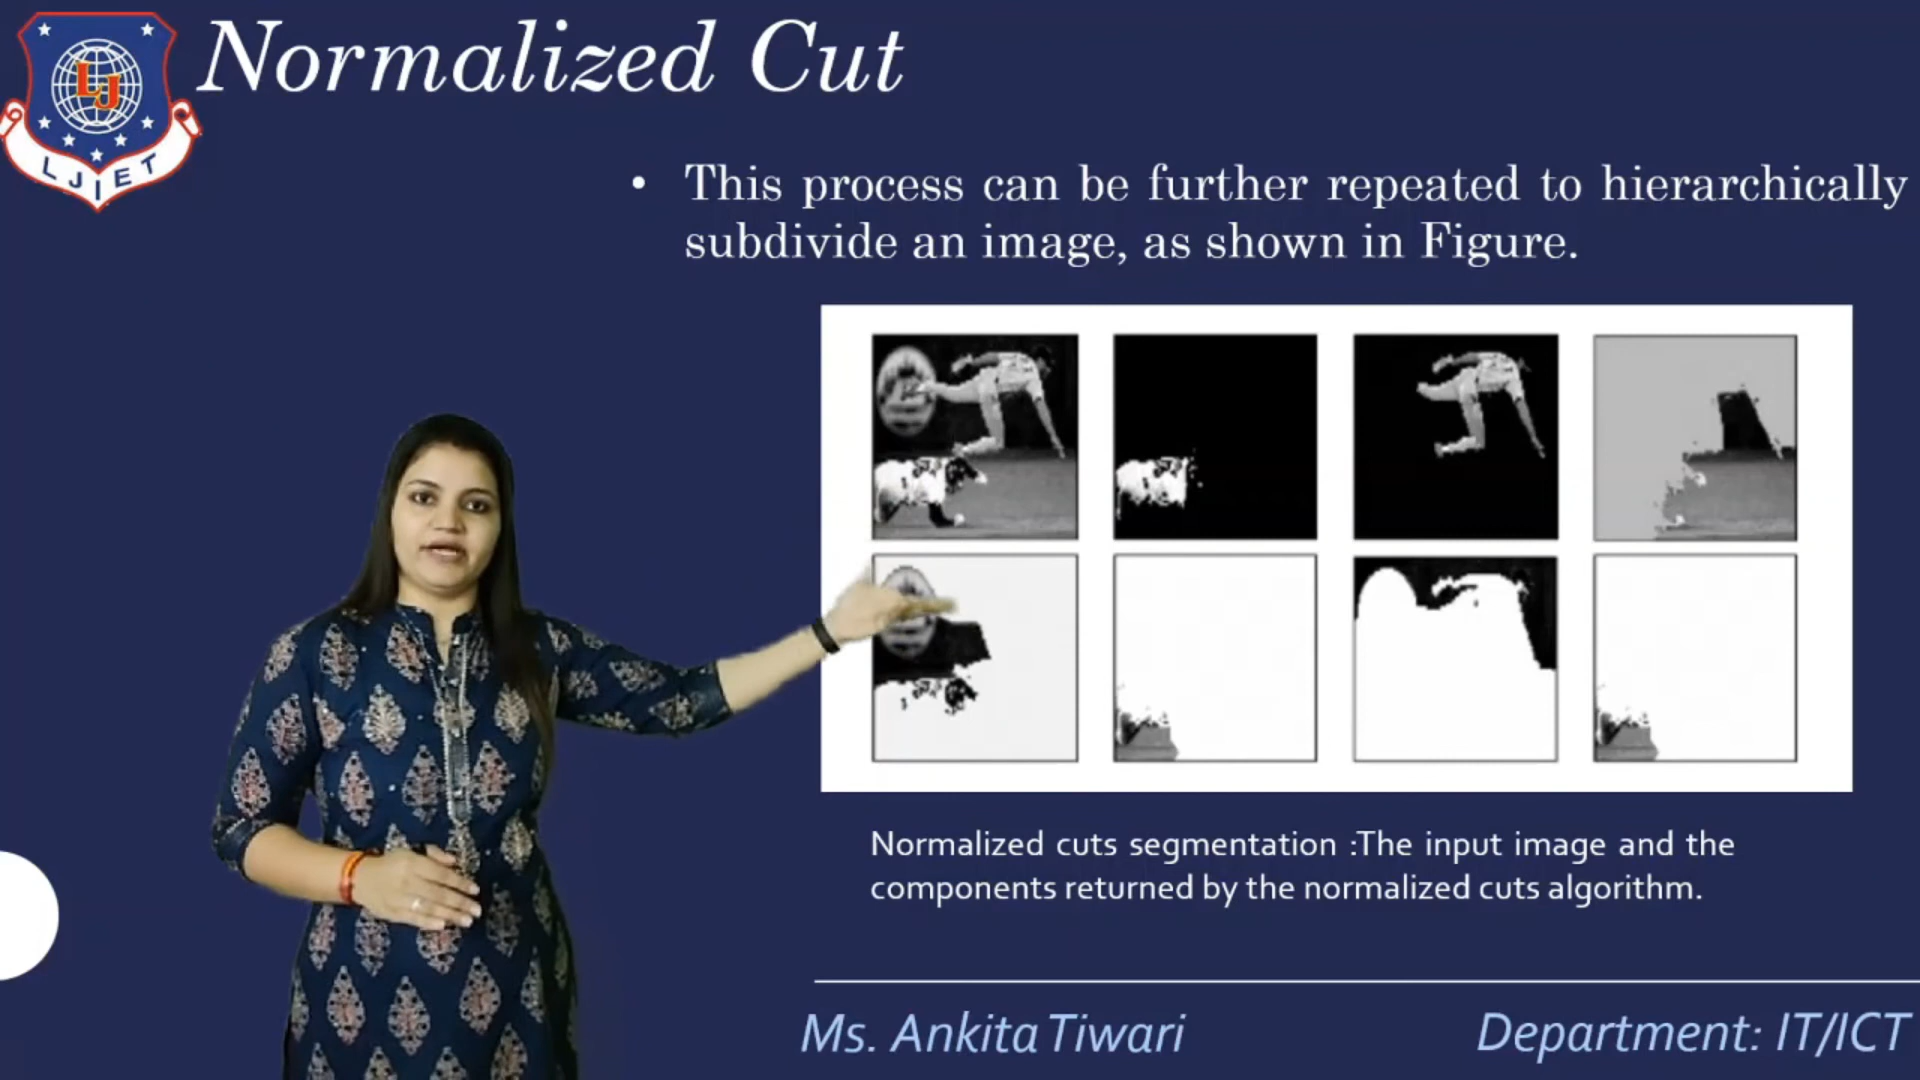 LJ
LJIET
Normalized Cut
• This process can be further repeated to hierarchically
subdivide an image, as shown in Figure.
Normalized cuts segmentation :The input image and the
components returned by the normalized cuts algorithm.
Ms. Ankita Tiwari
Department: IT/ICT